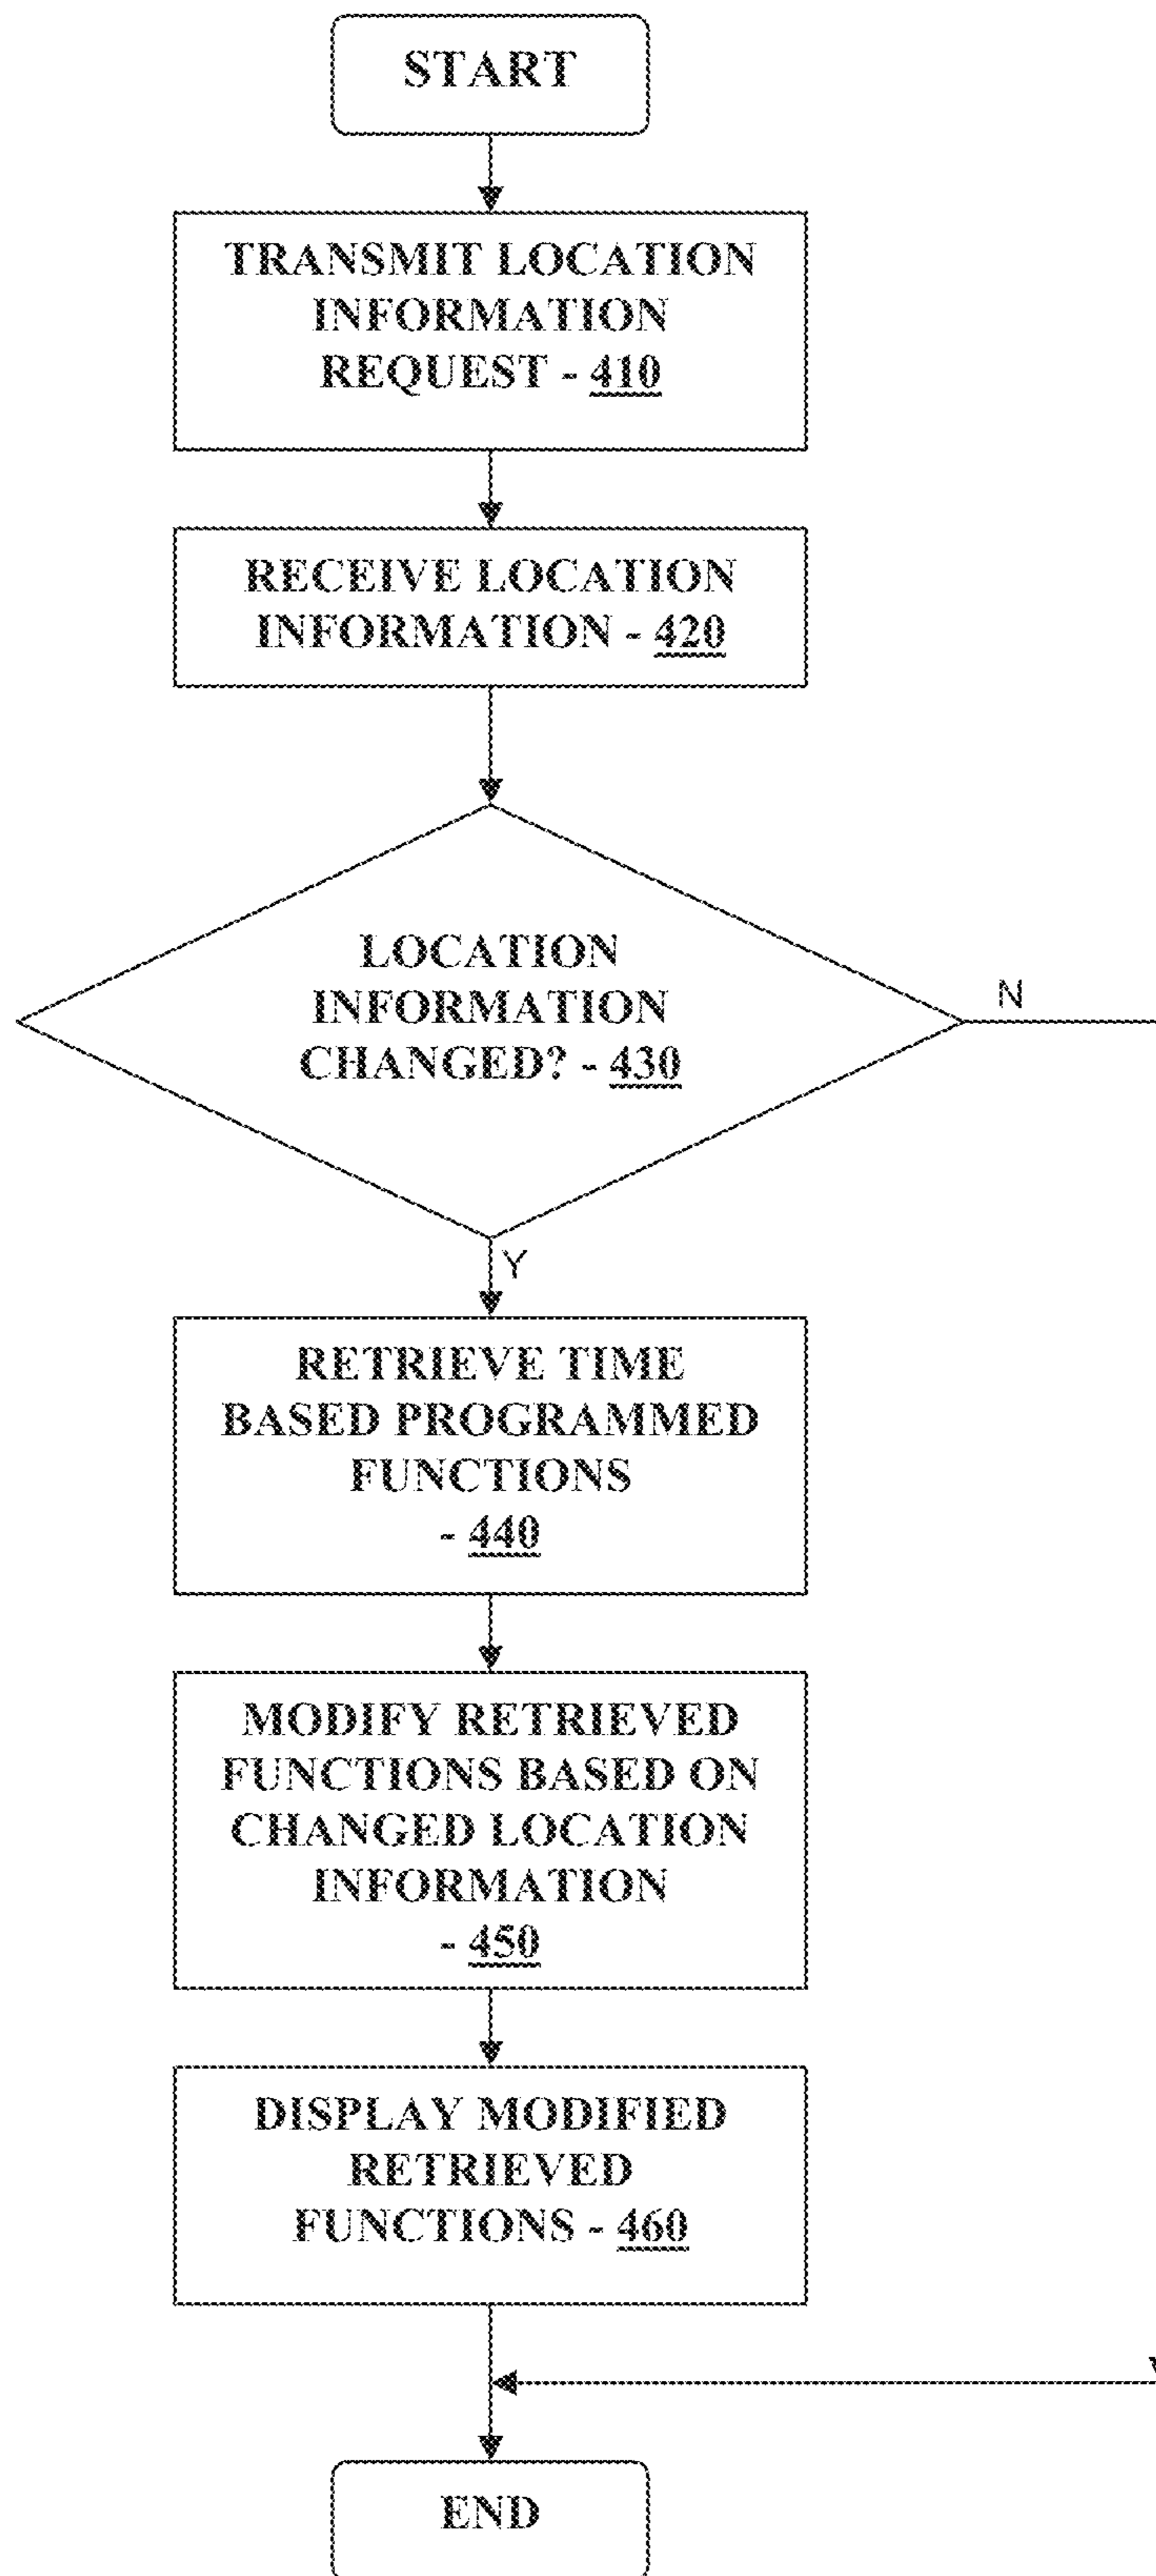 START
TRANSMIT LOCATION
INFORMATION
REQUEST - 410
RECEIVE LOCATION
INFORMATION - 420
LOCATION
INFORMATION
CHANGED? - 430
N
Y
RETRIEVE TIME
BASED PROGRAMMED
FUNCTIONS
- 440
MODIFY RETRIEVED
FUNCTIONS BASED ON
CHANGED LOCATION
INFORMATION
- 450
DISPLAY MODIFIED
RETRIEVED
FUNCTIONS - 460
END